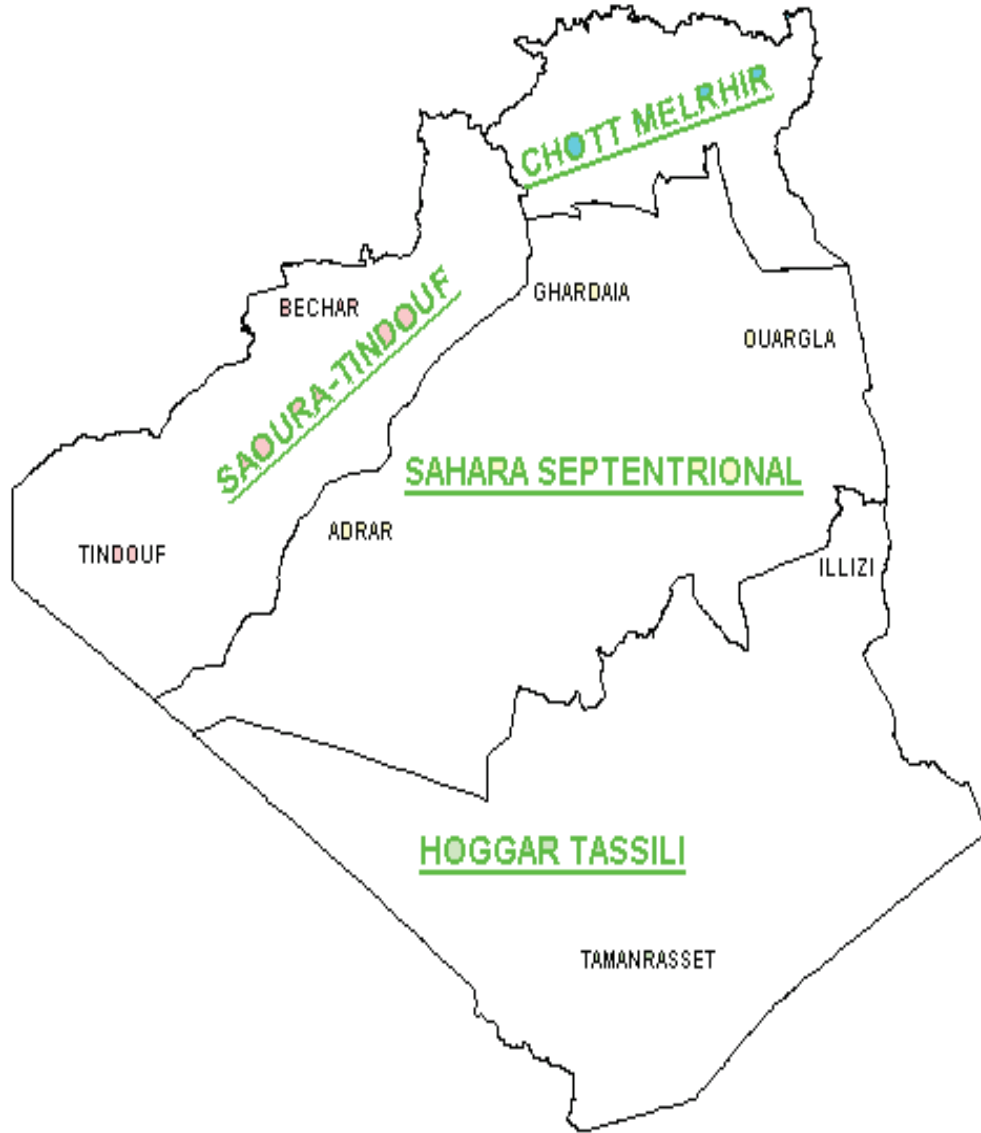 CHOTT MELRHIR
GHARDAIA
BECHAR
OUARGLA
SAOURA-TINDOUF
SAHARA SEPTENTRIONAL
ADRAR
TINDOUF
ILLIZI
HOGGAR TASSILI
TAMANRASSET